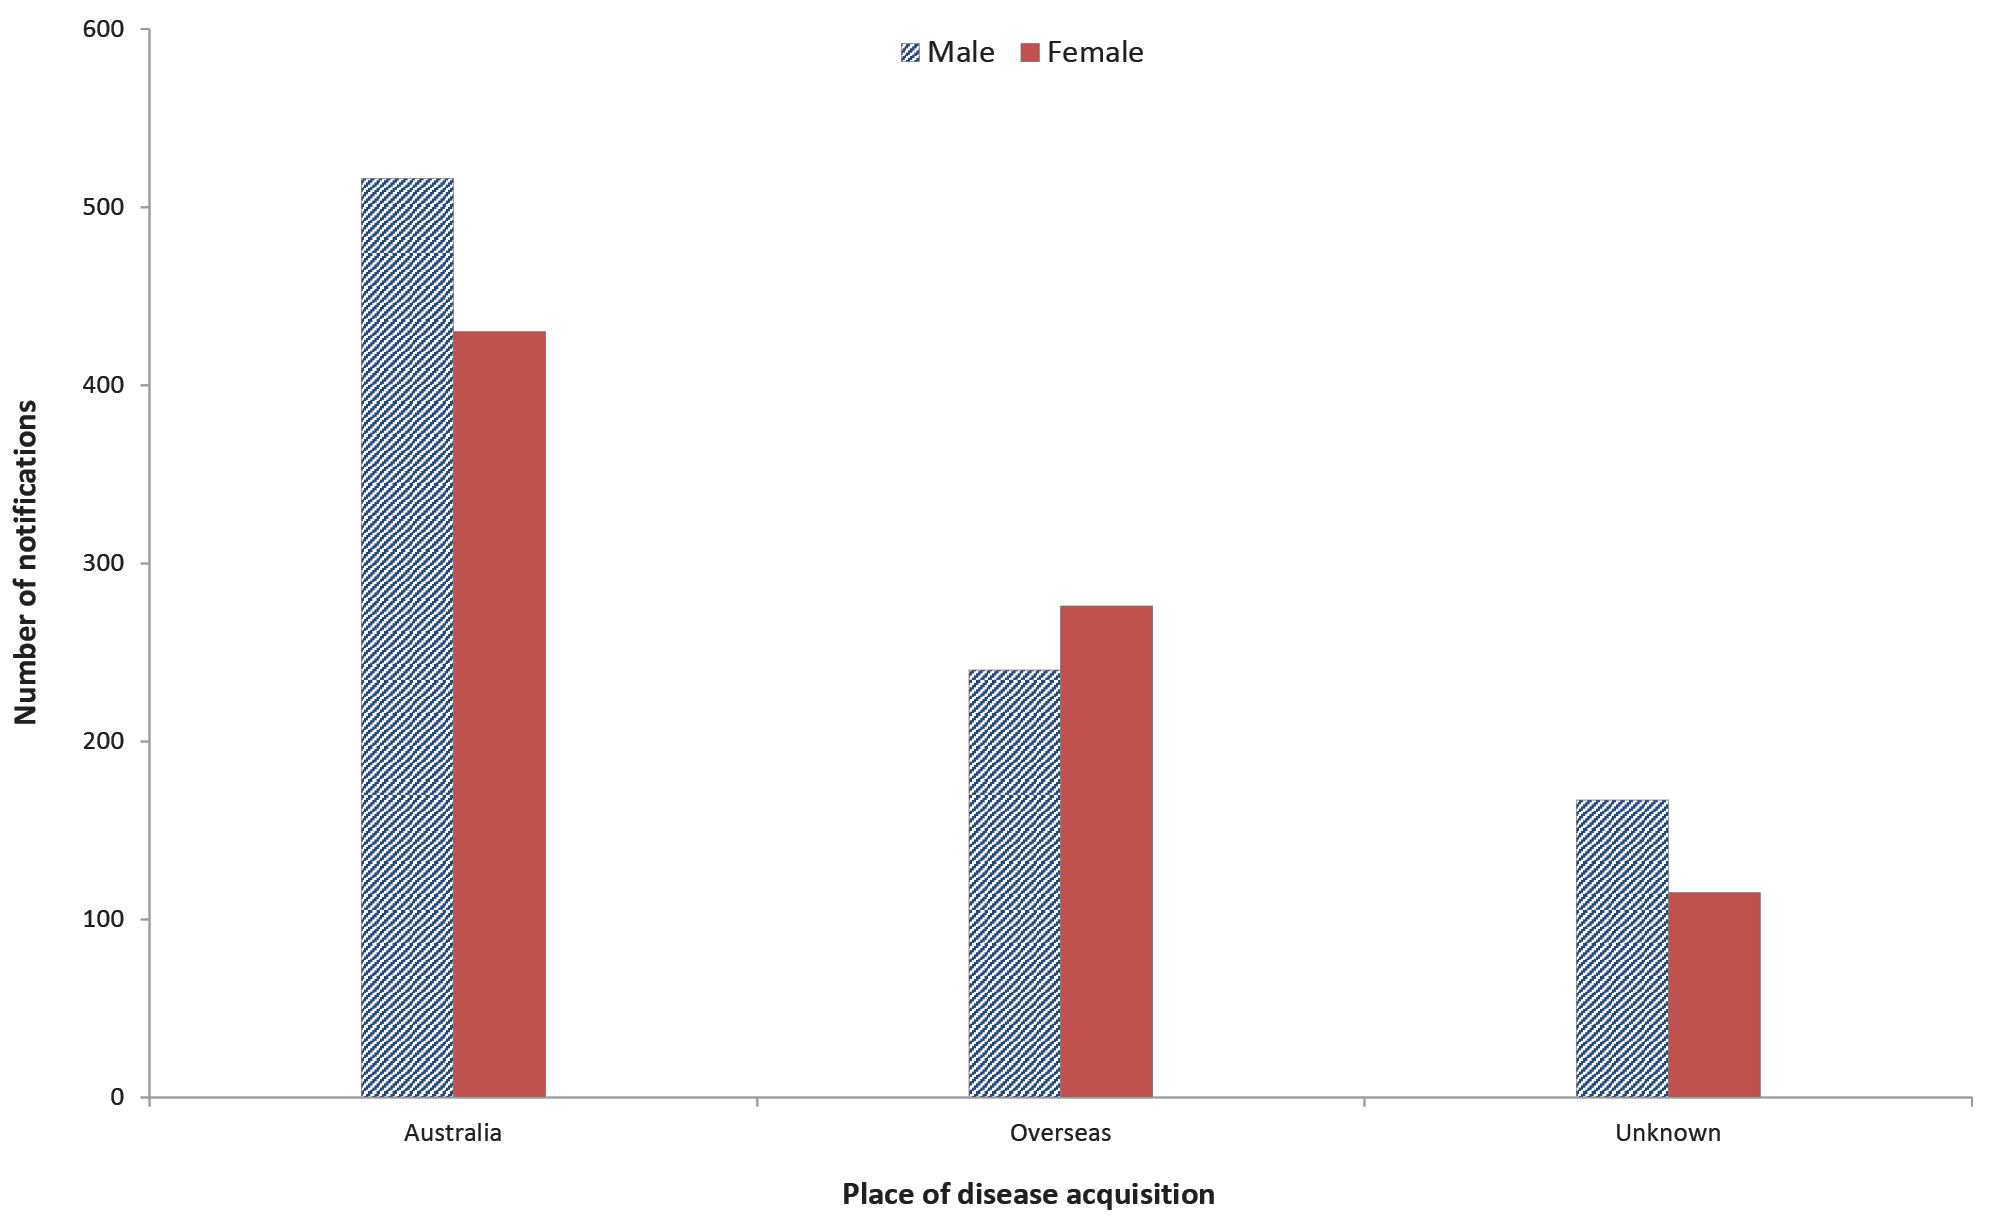 Male Female
600
500
400
300
200
100
0
Number of notifications
Australia Overseas Unknown
Place of disease acquisition